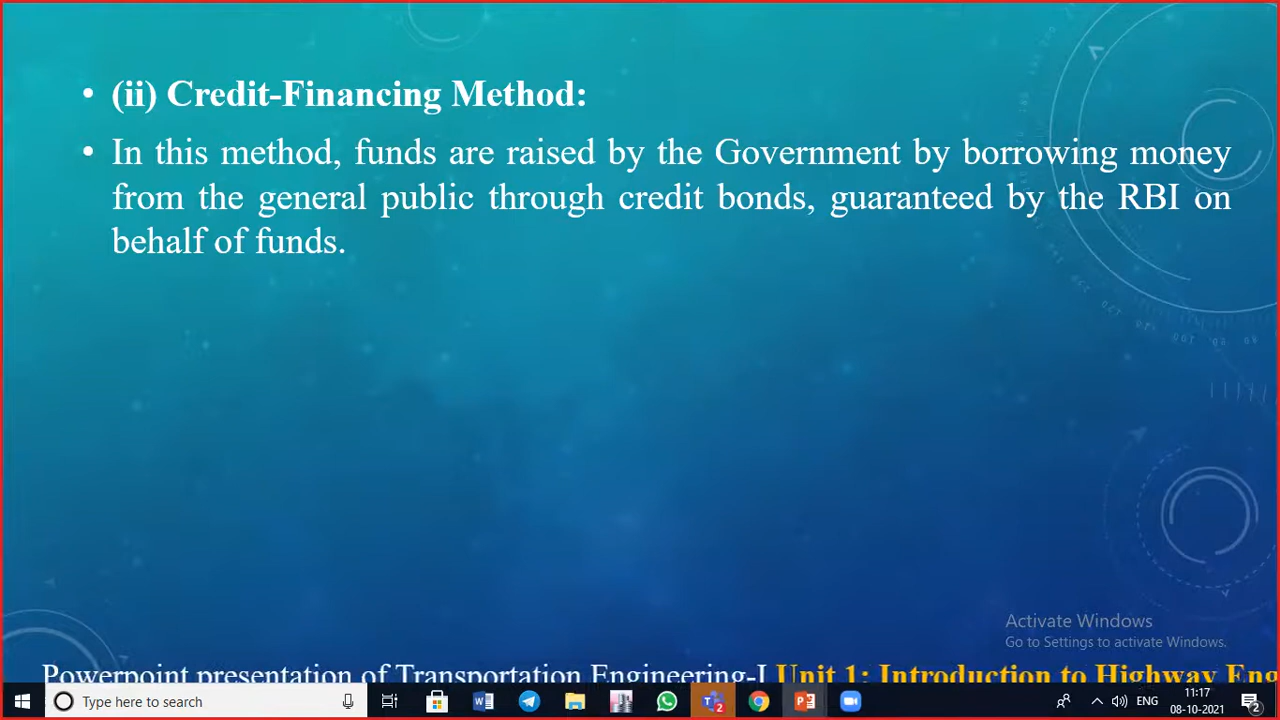 • (ii) Credit-Financing Method:
• In this method, funds are raised by the Government by borrowing money
from the general public through credit bonds, guaranteed by the RBI on
behalf of funds.
Activate Windows
Go to Settings to activate Windows.
Powerpoint presentation of Transportation Engineering-I Unit 1: Introduction to Highway Eng
Type here to search
ENG
11:17
08-10-2021
2
2